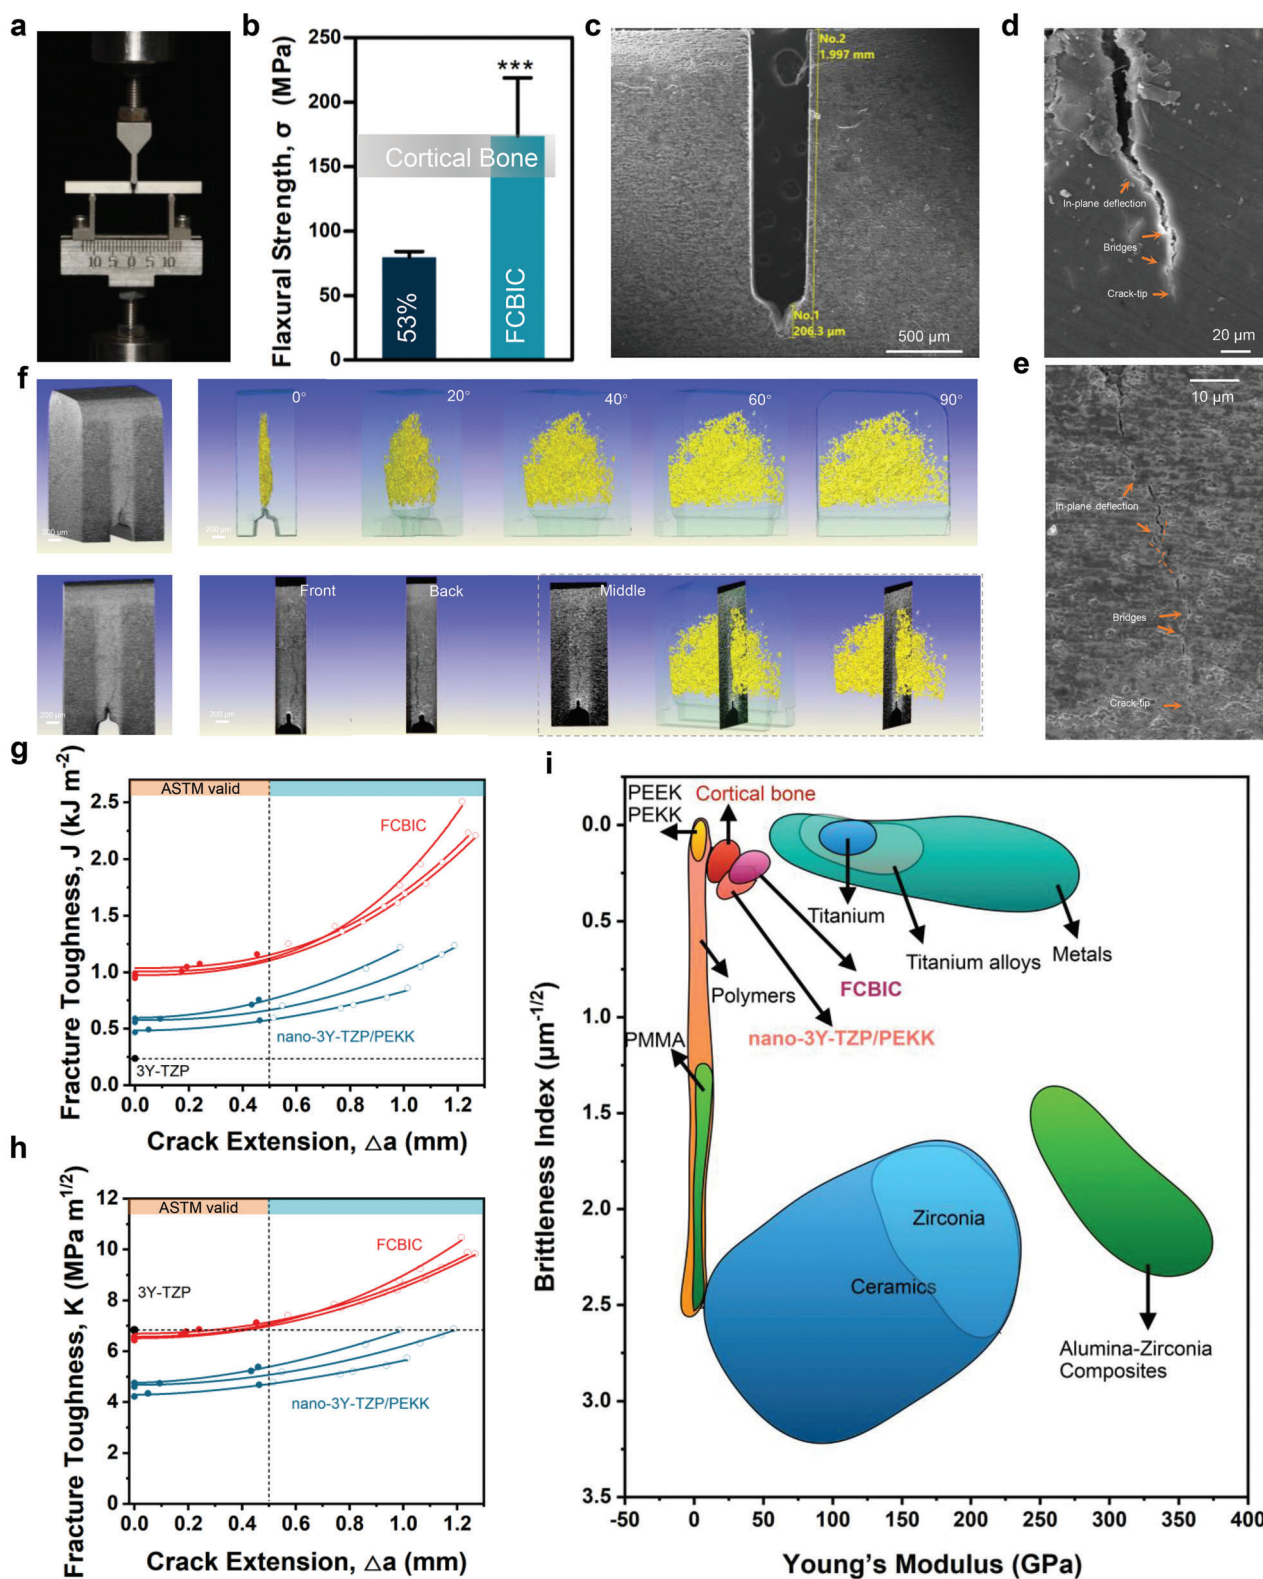 a
b
c
d
Flaxural Strength, σ (MPa)
250
200
150
100
50
0
***
Cortical Bone
53%
FCBIC
10 5 0 5 10
No.2
1.997 mm
No.1
206.3 µm
500 µm
In-plane deflection
Bridges
Crack-tip
20 µm
e
10 µm
In-plane deflection
Bridges
Crack-tip
f
0°
20°
40°
60°
90°
200 µm
Front
Back
Middle
200 µm
200 µm
g
Fracture Toughness, J (kJ m-2)
ASTM valid
2.5
2.0
1.5
1.0
0.5
0.0
FCBIC
nano-3Y-TZP/PEKK
3Y-TZP
0.0 0.2 0.4 0.6 0.8 1.0 1.2
Crack Extension, △a (mm)
h
Fracture Toughness, K (MPa m1/2)
ASTM valid
12
10
8
6
4
2
0
FCBIC
3Y-TZP
nano-3Y-TZP/PEKK
0.0 0.2 0.4 0.6 0.8 1.0 1.2
Crack Extension, △a (mm)
i
Brittleness Index (µm-1/2)
0.0
0.5
1.0
1.5
2.0
2.5
3.0
3.5
PEEK
PEKK
Cortical bone
Titanium
Titanium alloys
Metals
Polymers
FCBIC
nano-3Y-TZP/PEKK
PMMA
Zirconia
Ceramics
Alumina-Zirconia
Composites
-50 0 50 100 150 200 250 300 350 400
Young's Modulus (GPa)